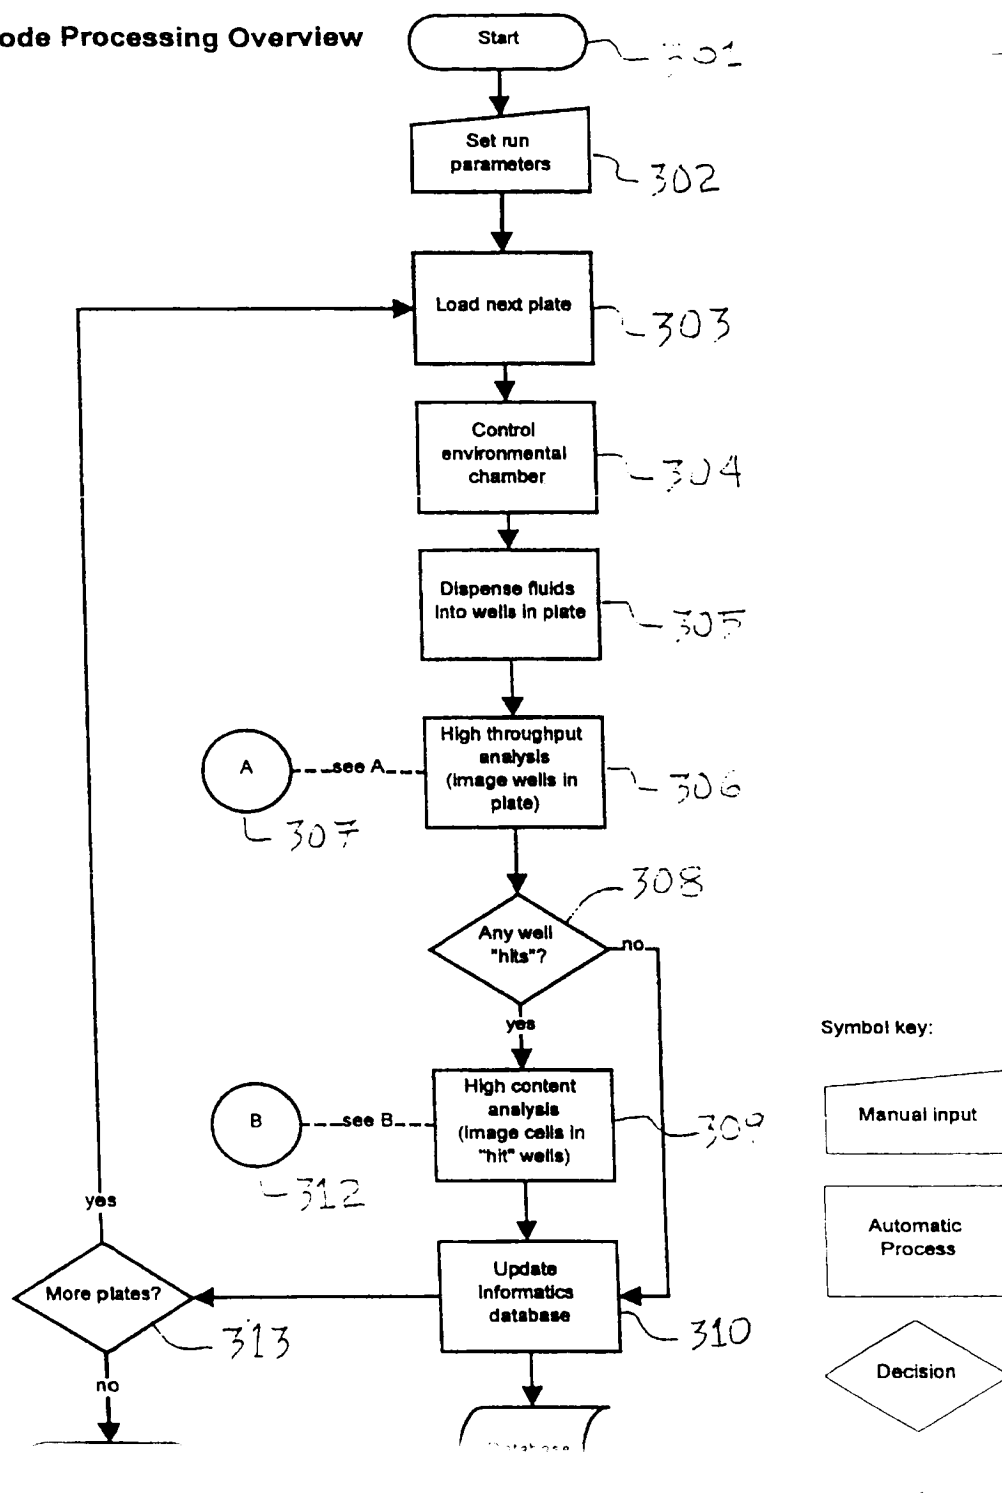 ode Processing Overview
Start
301
Set run
parameters
302
Load next plate
303
Control
environmental
chamber
304
Dispense fluids
into wells in plate
305
High throughput
analysis
(image wells in
plate)
306
A
see A
307
308
Any well
"hits"?
no
yes
High content
analysis
(image cells in
"hit" wells)
309
B
see B
312
Update
informatics
database
310
yes
More plates?
313
no
Database
Symbol key:
Manual input
Automatic
Process
Decision